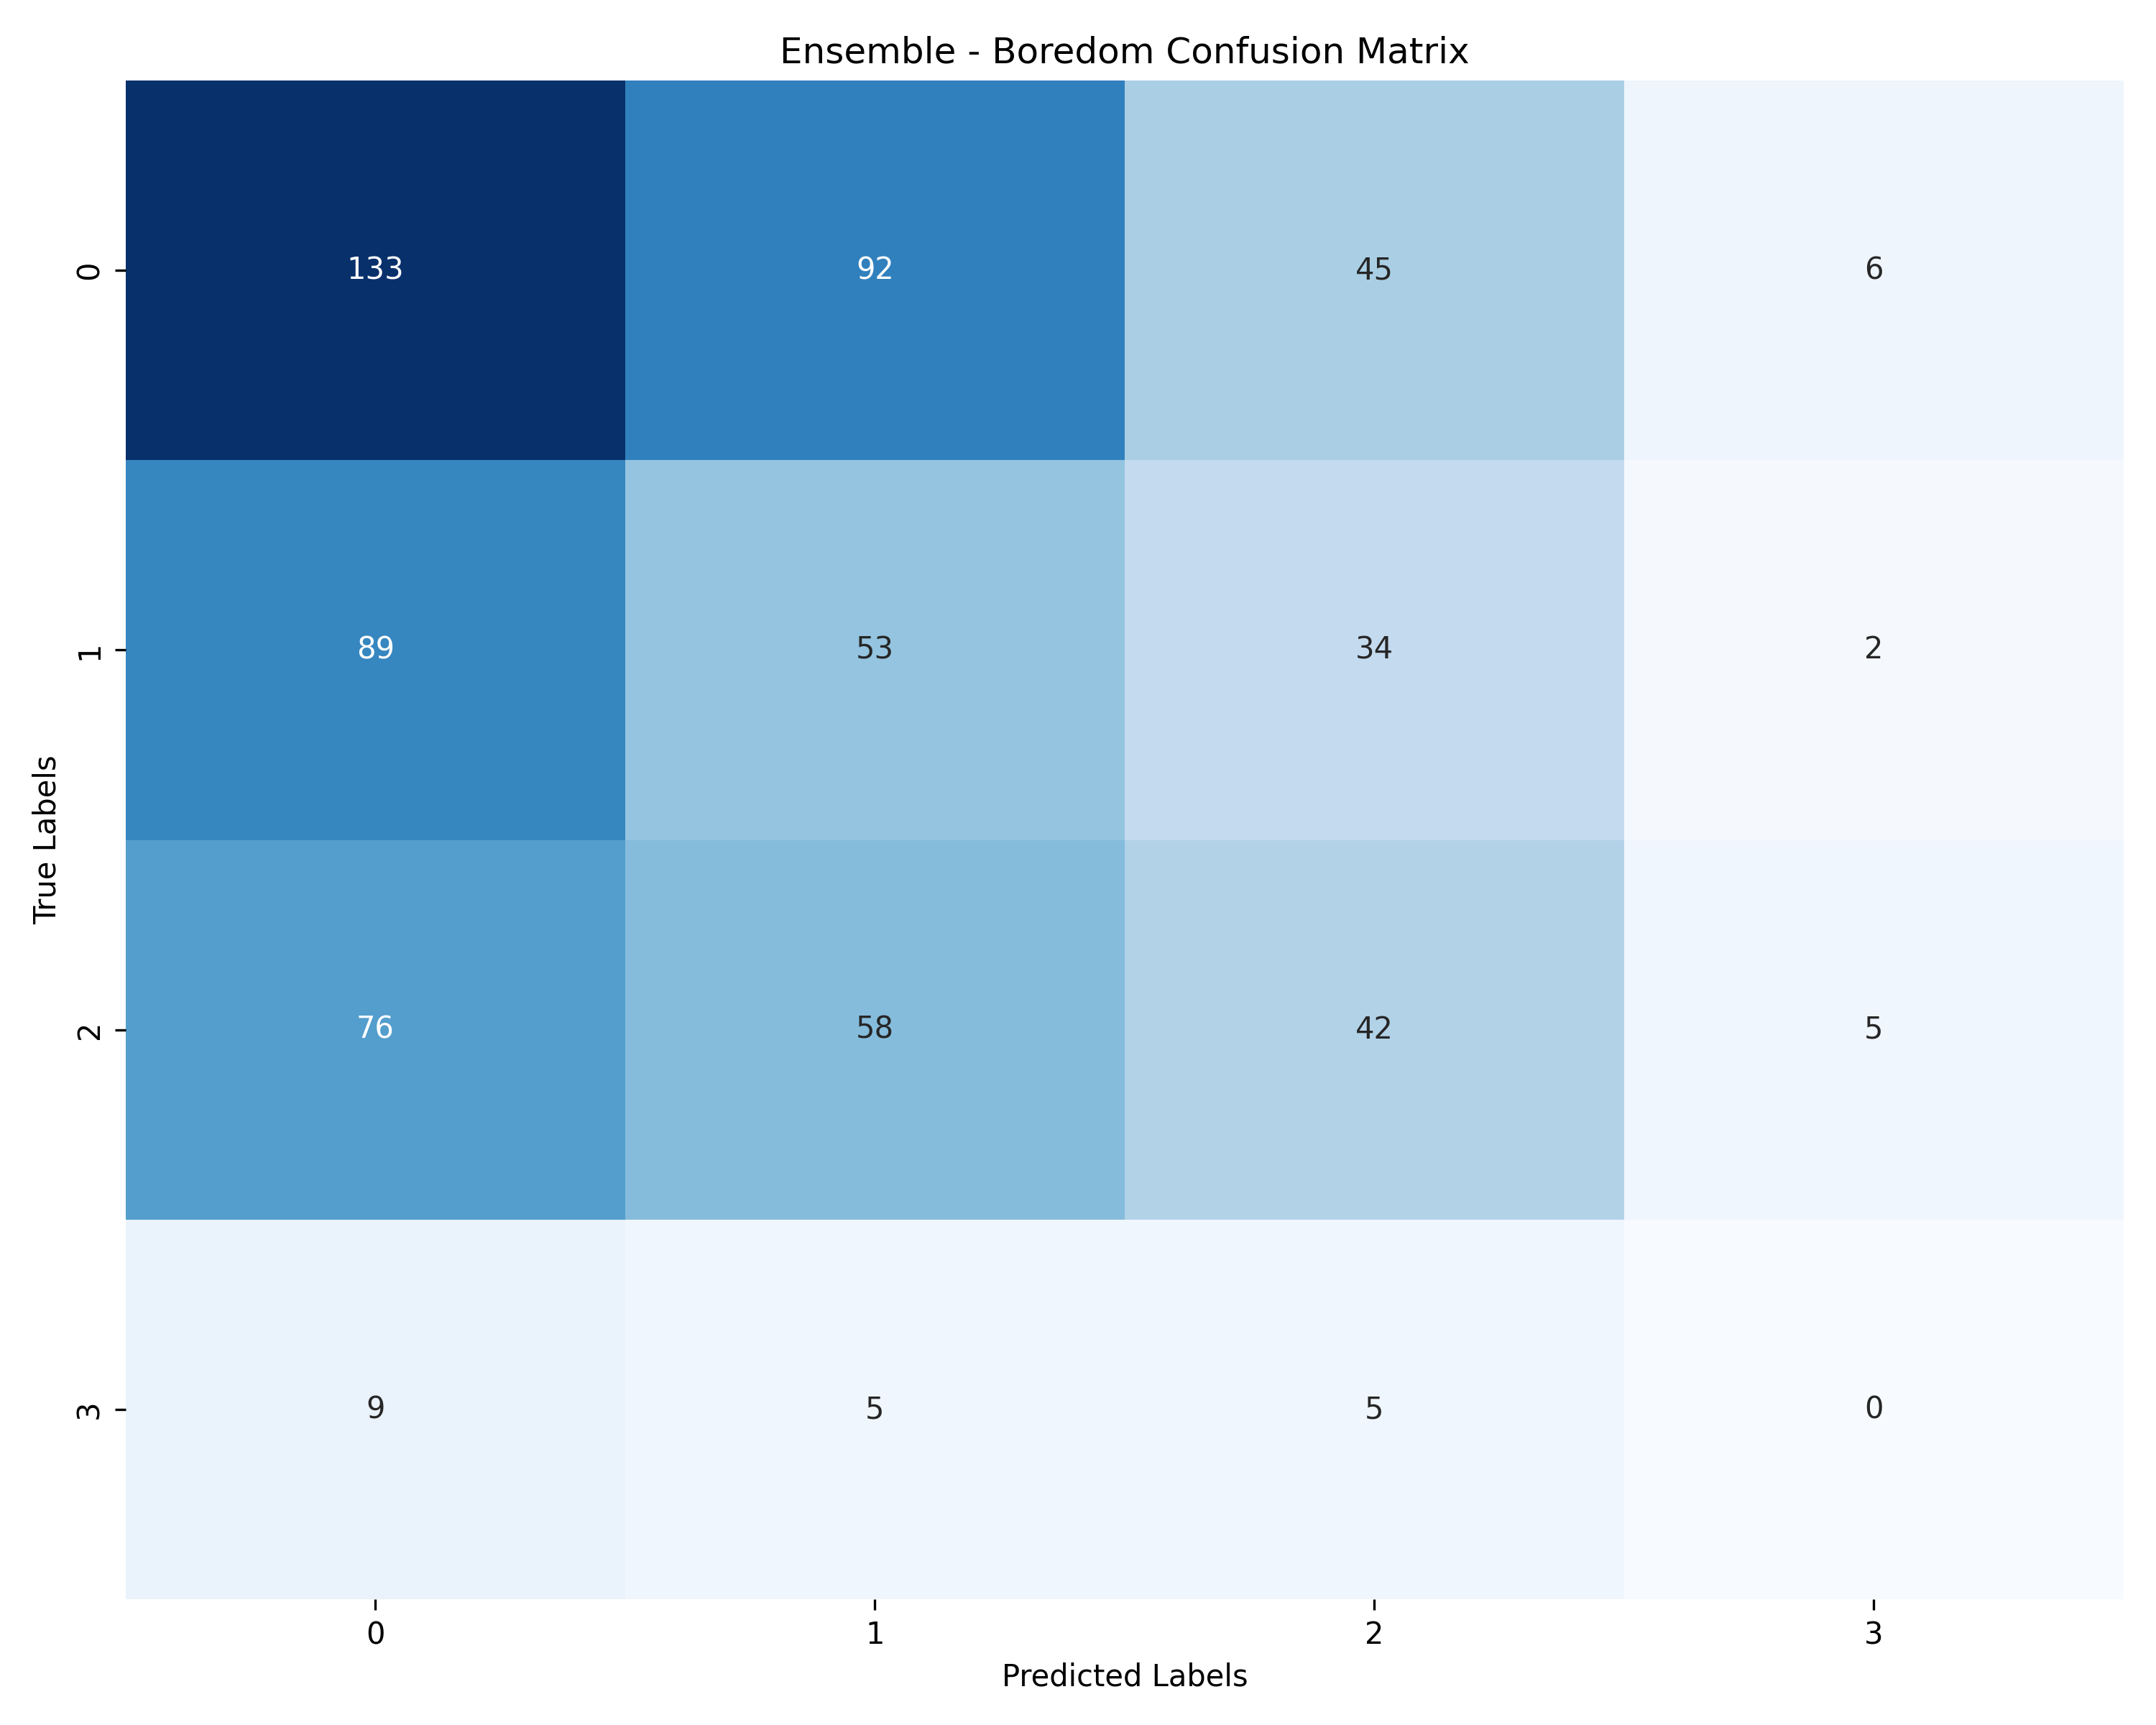 Ensemble - Boredom Confusion Matrix
0 133 92 45 6
1 89 53 34 2
2 76 58 42 5
3 9 5 5 0
0 1 2 3
True Labels
Predicted Labels